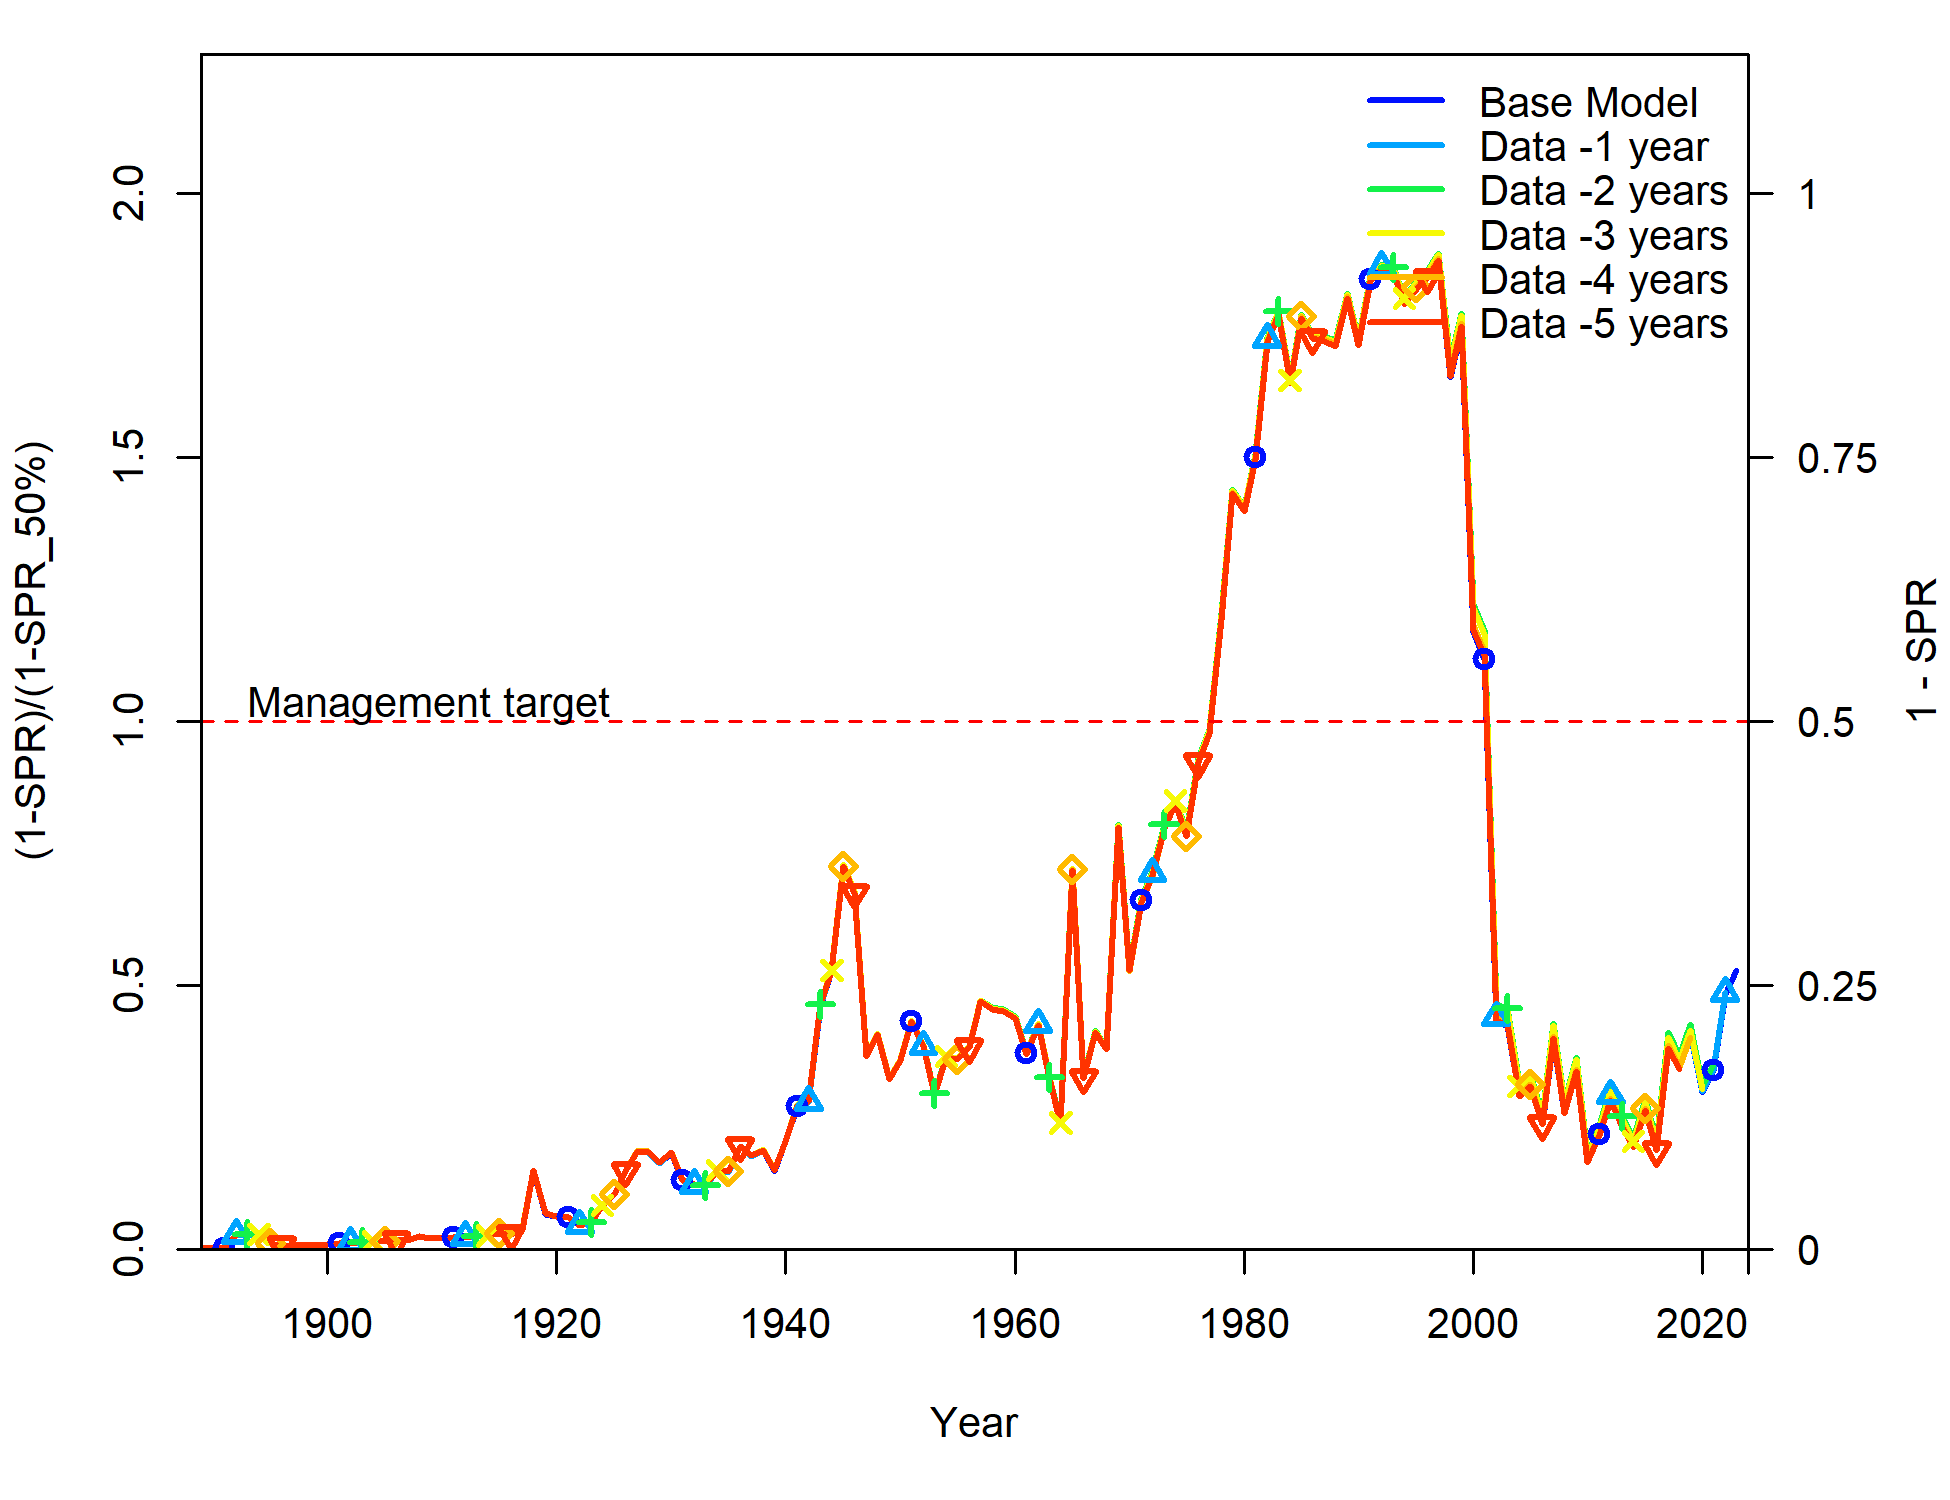 Base Model
Data -1 year
Data -2 years
Data -3 years
Data -4 years
Data -5 years
Management target
(1-SPR)/(1-SPR_50%)
2.0
1.5
1.0
0.5
0.0
1 - SPR
1
0.75
0.5
0.25
0
1900
1920
1940
1960
1980
2000
2020
Year